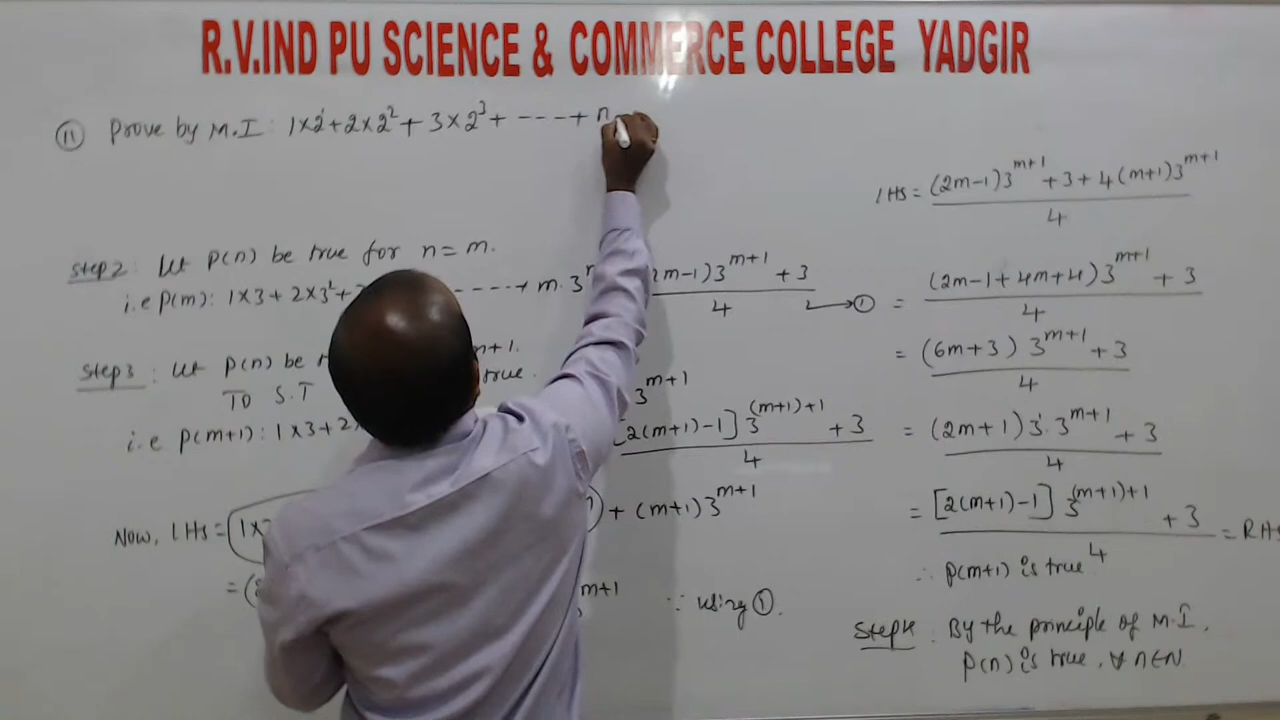 R.V.IND PU SCIENCE & COMMERCE COLLEGE YADGIR
(11) Prove by M.I: 1×2¹+2×2²+3×2³+----+n
Step2: Let P(n) be true for n=m.
i.e P(m): 1×3+2×3²+ -----+m.3 2m-1)3^(m+1)+3 / 4 → ①
Step3: Let P(n) be m+1.
TO S.T true.
3^(m+1)
i.e P(m+1): 1×3+2× [2(m+1)-1]3^((m+1)+1)+3 / 4
Now, LHS=(1× )+(m+1)3^(m+1)
=( m+1 ∵ using ①.
LHS=(2m-1)3^(m+1)+3+4(m+1)3^(m+1) / 4
=(2m-1+4m+4)3^(m+1)+3 / 4
=(6m+3)3^(m+1)+3 / 4
=(2m+1)3¹.3^(m+1)+3 / 4
=[2(m+1)-1]3^((m+1)+1)+3 / 4 =RHS
∴ P(m+1) is true
Step4: By the principle of M.I,
P(n) is true, ∀ n∈N